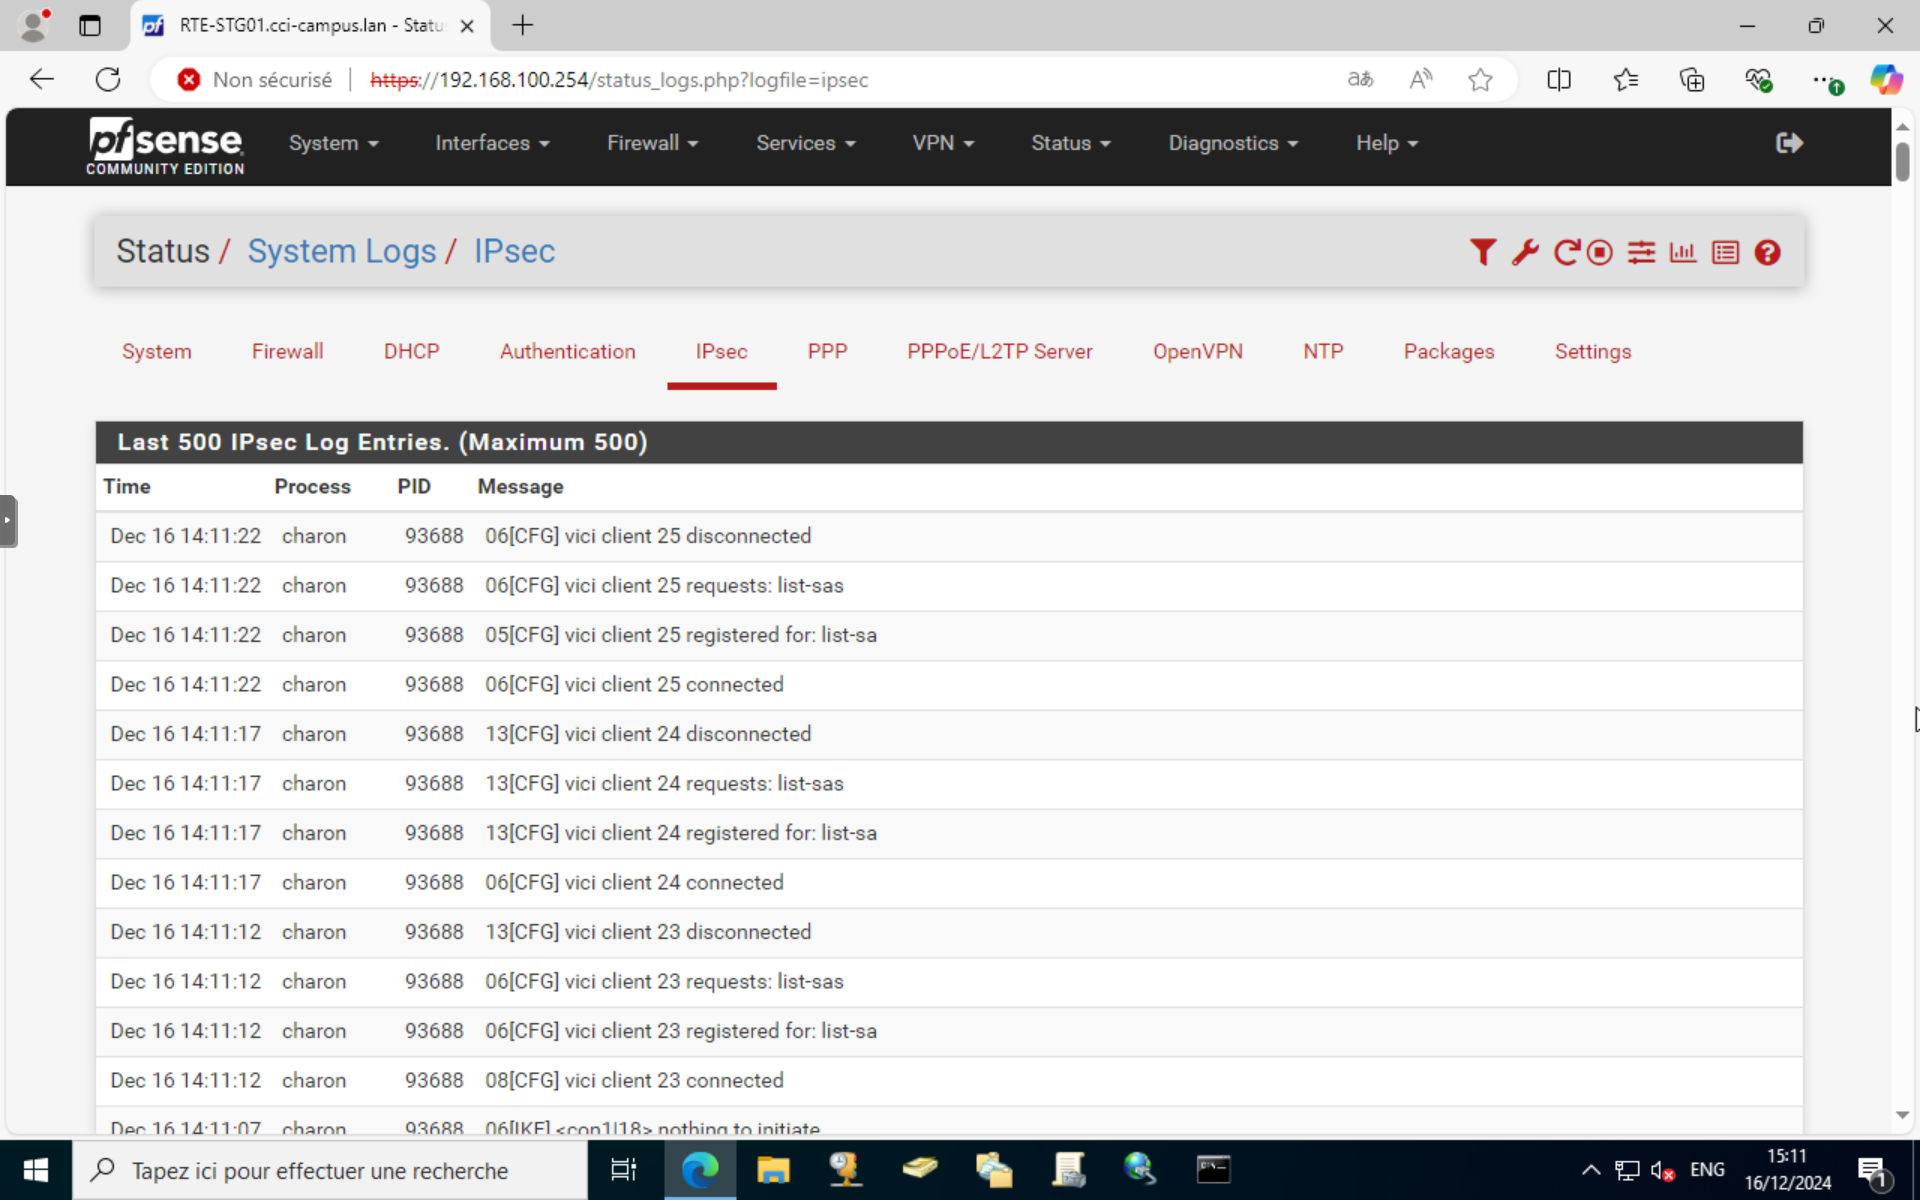 RTE-STG01.cci-campus.lan - Statu
Non sécurisé https://192.168.100.254/status_logs.php?logfile=ipsec
pfsense COMMUNITY EDITION
System Interfaces Firewall Services VPN Status Diagnostics Help
Status / System Logs / IPsec
System Firewall DHCP Authentication IPsec PPP PPPoE/L2TP Server OpenVPN NTP Packages Settings
Last 500 IPsec Log Entries. (Maximum 500)
Time Process PID Message
Dec 16 14:11:22 charon 93688 06[CFG] vici client 25 disconnected
Dec 16 14:11:22 charon 93688 06[CFG] vici client 25 requests: list-sas
Dec 16 14:11:22 charon 93688 05[CFG] vici client 25 registered for: list-sa
Dec 16 14:11:22 charon 93688 06[CFG] vici client 25 connected
Dec 16 14:11:17 charon 93688 13[CFG] vici client 24 disconnected
Dec 16 14:11:17 charon 93688 13[CFG] vici client 24 requests: list-sas
Dec 16 14:11:17 charon 93688 13[CFG] vici client 24 registered for: list-sa
Dec 16 14:11:17 charon 93688 06[CFG] vici client 24 connected
Dec 16 14:11:12 charon 93688 13[CFG] vici client 23 disconnected
Dec 16 14:11:12 charon 93688 06[CFG] vici client 23 requests: list-sas
Dec 16 14:11:12 charon 93688 06[CFG] vici client 23 registered for: list-sa
Dec 16 14:11:12 charon 93688 08[CFG] vici client 23 connected
Dec 16 14:11:07 charon 93688 06[IKE] <con1|18> nothing to initiate
Tapez ici pour effectuer une recherche
ENG
15:11
16/12/2024
1